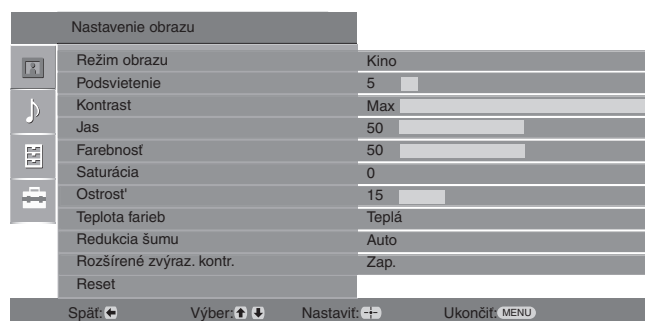 Nastavenie obrazu
Režim obrazu Kino
Podsvietenie 5
Kontrast Max
Jas 50
Farebnosť 50
Saturácia 0
Ostrost' 15
Teplota farieb Teplá
Redukcia šumu Auto
Rozšírené zvýraz. kontr. Zap.
Reset
Späť: Výber: Nastaviť: Ukončiť: MENU